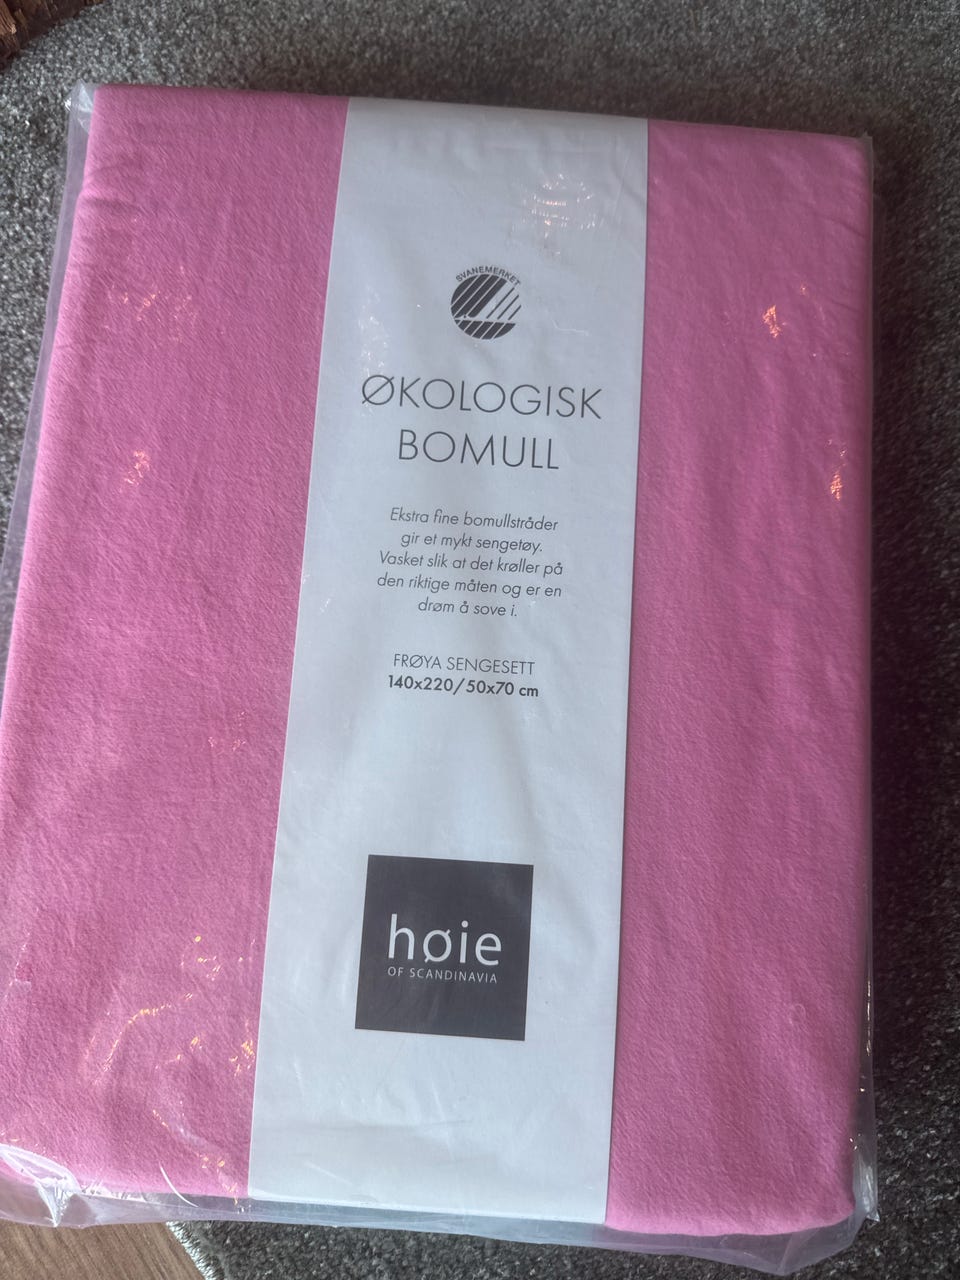 SVANEMERKET
ØKOLOGISK
BOMULL
Ekstra fine bomullstråder
gir et mykt sengetøy.
Vasket slik at det krøller på
den riktige måten og er en
drøm å sove i.
FRØYA SENGESETT
140x220/50x70 cm
høie
OF SCANDINAVIA